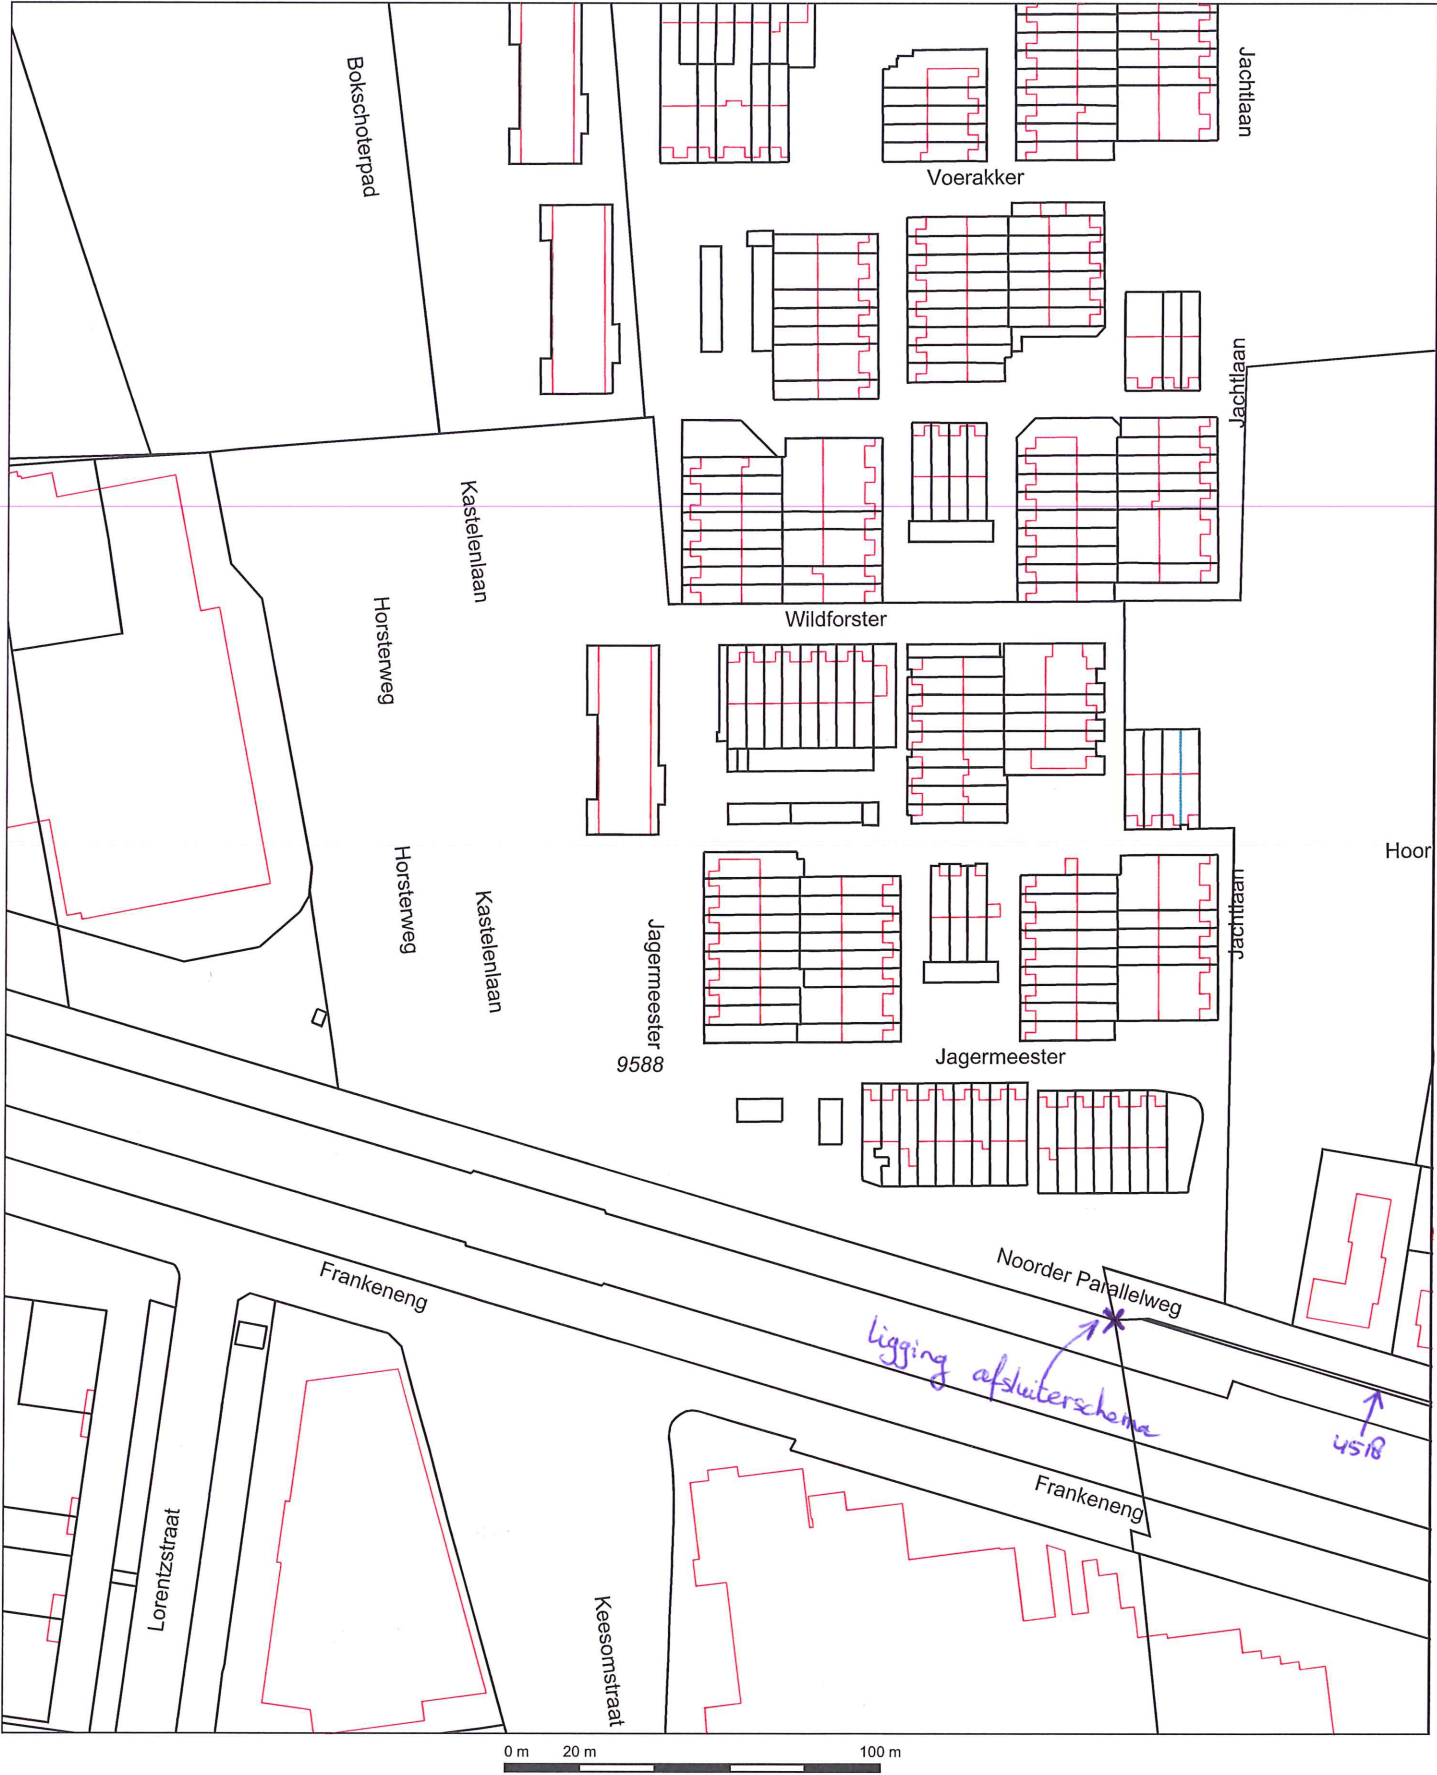 Bokschoterpad
Jachtlaan
Voerakker
Jachtlaan
Kastelenlaan
Horsterweg
Wildforster
Hoor
Horsterweg
Kastelenlaan
Jagermeester
Jachtlaan
9588
Jagermeester
Noorder Parallelweg
Frankeneng
ligging afsluiterschema
Frankeneng
Lorentzstraat
Keesomstraat
0 m 20 m 100 m